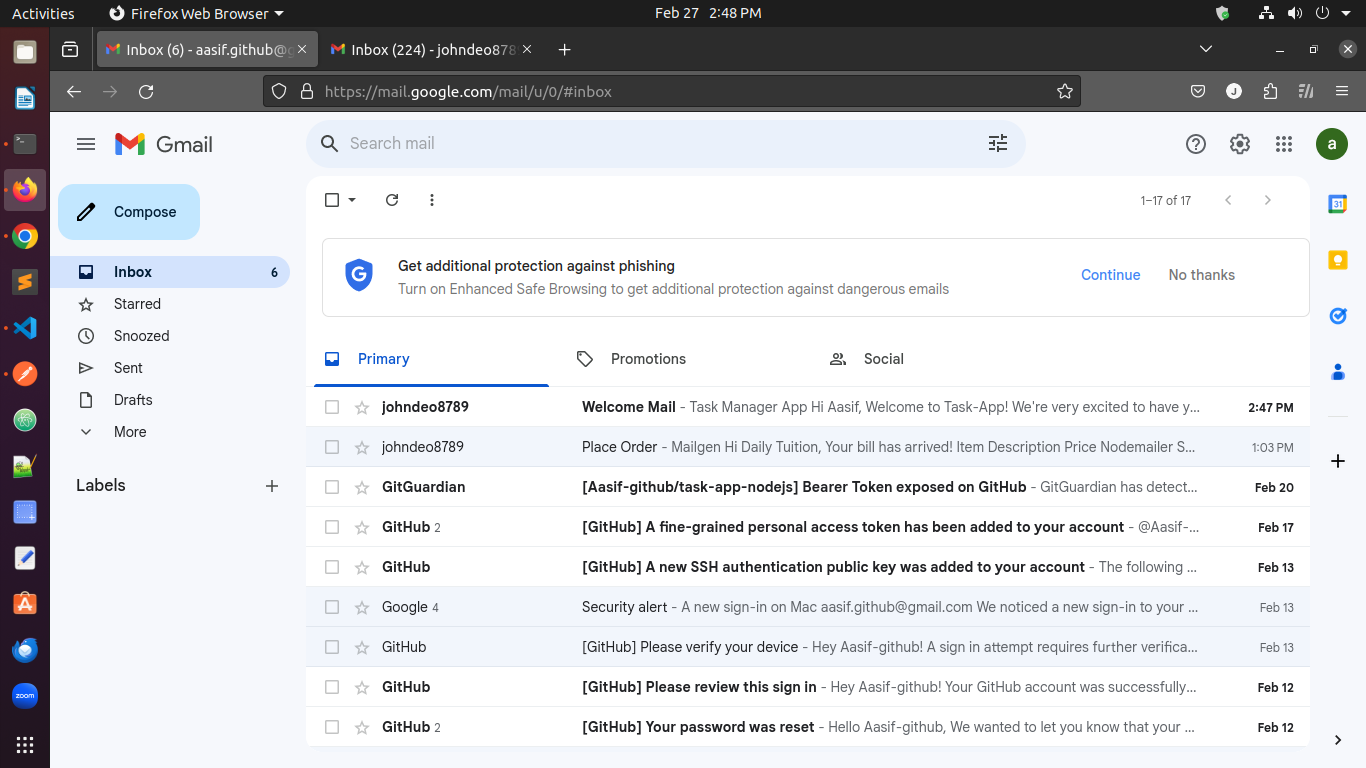 Activities Firefox Web Browser Feb 27 2:48 PM
Inbox (6) - aasif.github@g Inbox (224) - johndeo878
https://mail.google.com/mail/u/0/#inbox J
Gmail Search mail a
1–17 of 17
Compose
31
Get additional protection against phishing
Turn on Enhanced Safe Browsing to get additional protection against dangerous emails
Continue No thanks
Inbox 6
Starred
Snoozed
Sent
Drafts
More
Labels
Primary Promotions Social
johndeo8789 Welcome Mail - Task Manager App Hi Aasif, Welcome to Task-App! We're very excited to have y... 2:47 PM
johndeo8789 Place Order - Mailgen Hi Daily Tuition, Your bill has arrived! Item Description Price Nodemailer S... 1:03 PM
GitGuardian [Aasif-github/task-app-nodejs] Bearer Token exposed on GitHub - GitGuardian has detect... Feb 20
GitHub 2 [GitHub] A fine-grained personal access token has been added to your account - @Aasif-... Feb 17
GitHub [GitHub] A new SSH authentication public key was added to your account - The following ... Feb 13
Google 4 Security alert - A new sign-in on Mac aasif.github@gmail.com We noticed a new sign-in to your ... Feb 13
GitHub [GitHub] Please verify your device - Hey Aasif-github! A sign in attempt requires further verifica... Feb 13
GitHub [GitHub] Please review this sign in - Hey Aasif-github! Your GitHub account was successfully... Feb 12
GitHub 2 [GitHub] Your password was reset - Hello Aasif-github, We wanted to let you know that your ... Feb 12
zoom